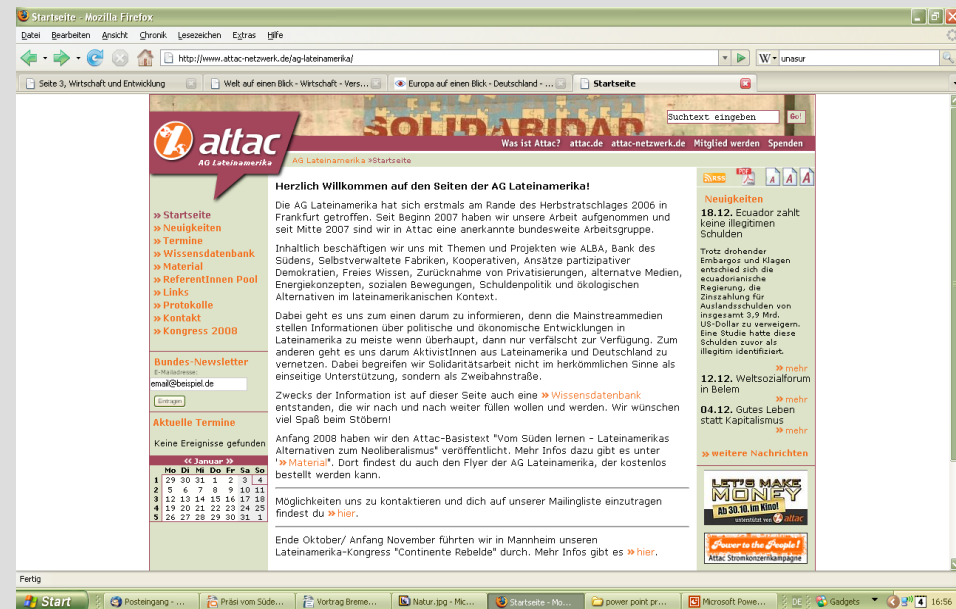 Startseite - Mozilla Firefox
Datei Bearbeiten Ansicht Chronik Lesezeichen Extras Hilfe
http://www.attac-netzwerk.de/ag-lateinamerika/
W unasur
Seite 3, Wirtschaft und Entwicklung
Welt auf einen Blick - Wirtschaft - Vers...
Europa auf einen Blick - Deutschland - ...
Startseite
SOLIDARIDAD
Suchtext eingeben Go!
attac
AG Lateinamerika
Was ist Attac? attac.de attac-netzwerk.de Mitglied werden Spenden
AG Lateinamerika »Startseite
» Startseite
» Neuigkeiten
» Termine
» Wissensdatenbank
» Material
» ReferentInnen Pool
» Links
» Protokolle
» Kontakt
» Kongress 2008
Bundes-Newsletter
E-Mailadresse:
email@beispiel.de
Eintragen
Aktuelle Termine
Keine Ereignisse gefunden
‹‹ Januar ››
Mo Di Mi Do Fr Sa So
1 29 30 31 1 2 3 4
2 5 6 7 8 9 10 11
3 12 13 14 15 16 17 18
4 19 20 21 22 23 24 25
5 26 27 28 29 30 31 1
Herzlich Willkommen auf den Seiten der AG Lateinamerika!
Die AG Lateinamerika hat sich erstmals am Rande des Herbstratschlages 2006 in
Frankfurt getroffen. Seit Beginn 2007 haben wir unsere Arbeit aufgenommen und
seit Mitte 2007 sind wir in Attac eine anerkannte bundesweite Arbeitsgruppe.
Inhaltlich beschäftigen wir uns mit Themen und Projekten wie ALBA, Bank des
Südens, Selbstverwaltete Fabriken, Kooperativen, Ansätze partizipativer
Demokratien, Freies Wissen, Zurücknahme von Privatisierungen, alternatve Medien,
Energiekonzepten, sozialen Bewegungen, Schuldenpolitik und ökologischen
Alternativen im lateinamerikanischen Kontext.
Dabei geht es uns zum einen darum zu informieren, denn die Mainstreammedien
stellen Informationen über politische und ökonomische Entwicklungen in
Lateinamerika zu meiste wenn überhaupt, dann nur verfälscht zur Verfügung. Zum
anderen geht es uns darum AktivistInnen aus Lateinamerika und Deutschland zu
vernetzen. Dabei begreifen wir Solidaritätsarbeit nicht im herkömmlichen Sinne als
einseitige Unterstützung, sondern als Zweibahnstraße.
Zwecks der Information ist auf dieser Seite auch eine » Wissensdatenbank
entstanden, die wir nach und nach weiter füllen wollen und werden. Wir wünschen
viel Spaß beim Stöbern!
Anfang 2008 haben wir den Attac-Basistext "Vom Süden lernen - Lateinamerikas
Alternativen zum Neoliberalismus" veröffentlicht. Mehr Infos dazu gibt es unter
'» Material". Dort findest du auch den Flyer der AG Lateinamerika, der kostenlos
bestellt werden kann.
Möglichkeiten uns zu kontaktieren und dich auf unserer Mailingliste einzutragen
findest du » hier.
Ende Oktober/ Anfang November führten wir in Mannheim unseren
Lateinamerika-Kongress "Continente Rebelde" durch. Mehr Infos gibt es » hier.
RSS PDF A A A
Neuigkeiten
18.12. Ecuador zahlt
keine illegitimen
Schulden
Trotz drohender
Embargos und Klagen
entschied sich die
ecuadorianische
Regierung, die
Zinszahlung für
Auslandsschulden von
insgesamt 3,9 Mrd.
US-Dollar zu verweigern.
Eine Studie hatte diese
Schulden zuvor als
illegitim identifiziert.
» mehr
12.12. Weltsozialforum
in Belem
» mehr
04.12. Gutes Leben
statt Kapitalismus
» mehr
» weitere Nachrichten
LET'S MAKE
MONEY
Ab 30.10. im Kino!
unterstützt von attac
Power to the People!
Attac Stromkonzernkampagne
Fertig
Start
Posteingang - ...
Präsi vom Süde...
Vortrag Breme...
Natur.jpg - Mic...
Startseite - Mo...
power point pr...
Microsoft Powe...
DE
Gadgets
4
16:56